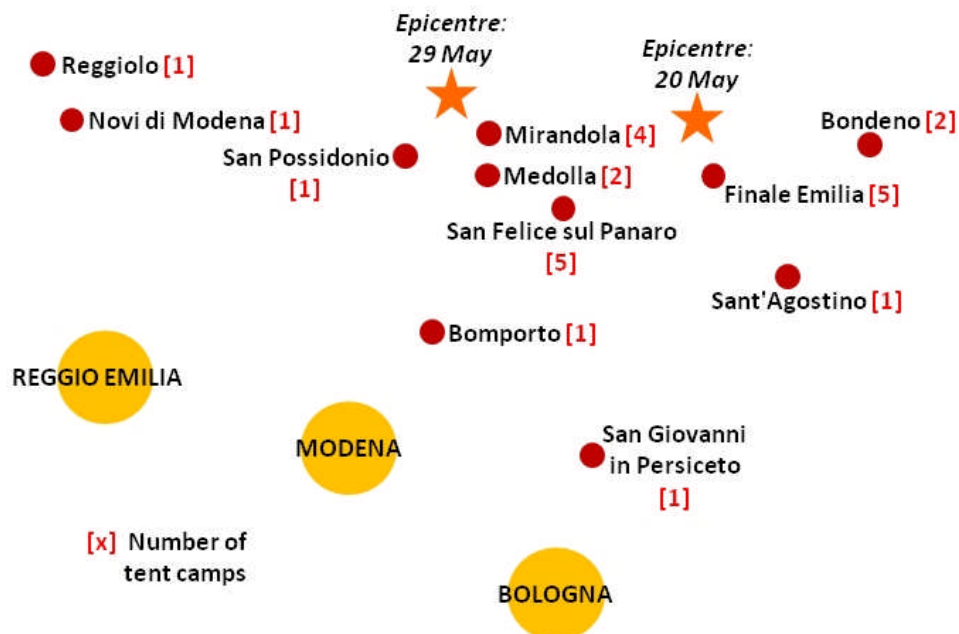 Epicentre:
29 May
Epicentre:
20 May
Reggiolo [1]
Novi di Modena [1]
San Possidonio
[1]
Mirandola [4]
Medolla [2]
San Felice sul Panaro
[5]
Bondeno [2]
Finale Emilia [5]
Sant'Agostino [1]
Bomporto [1]
REGGIO EMILIA
MODENA
San Giovanni
in Persiceto
[1]
[x] Number of
tent camps
BOLOGNA